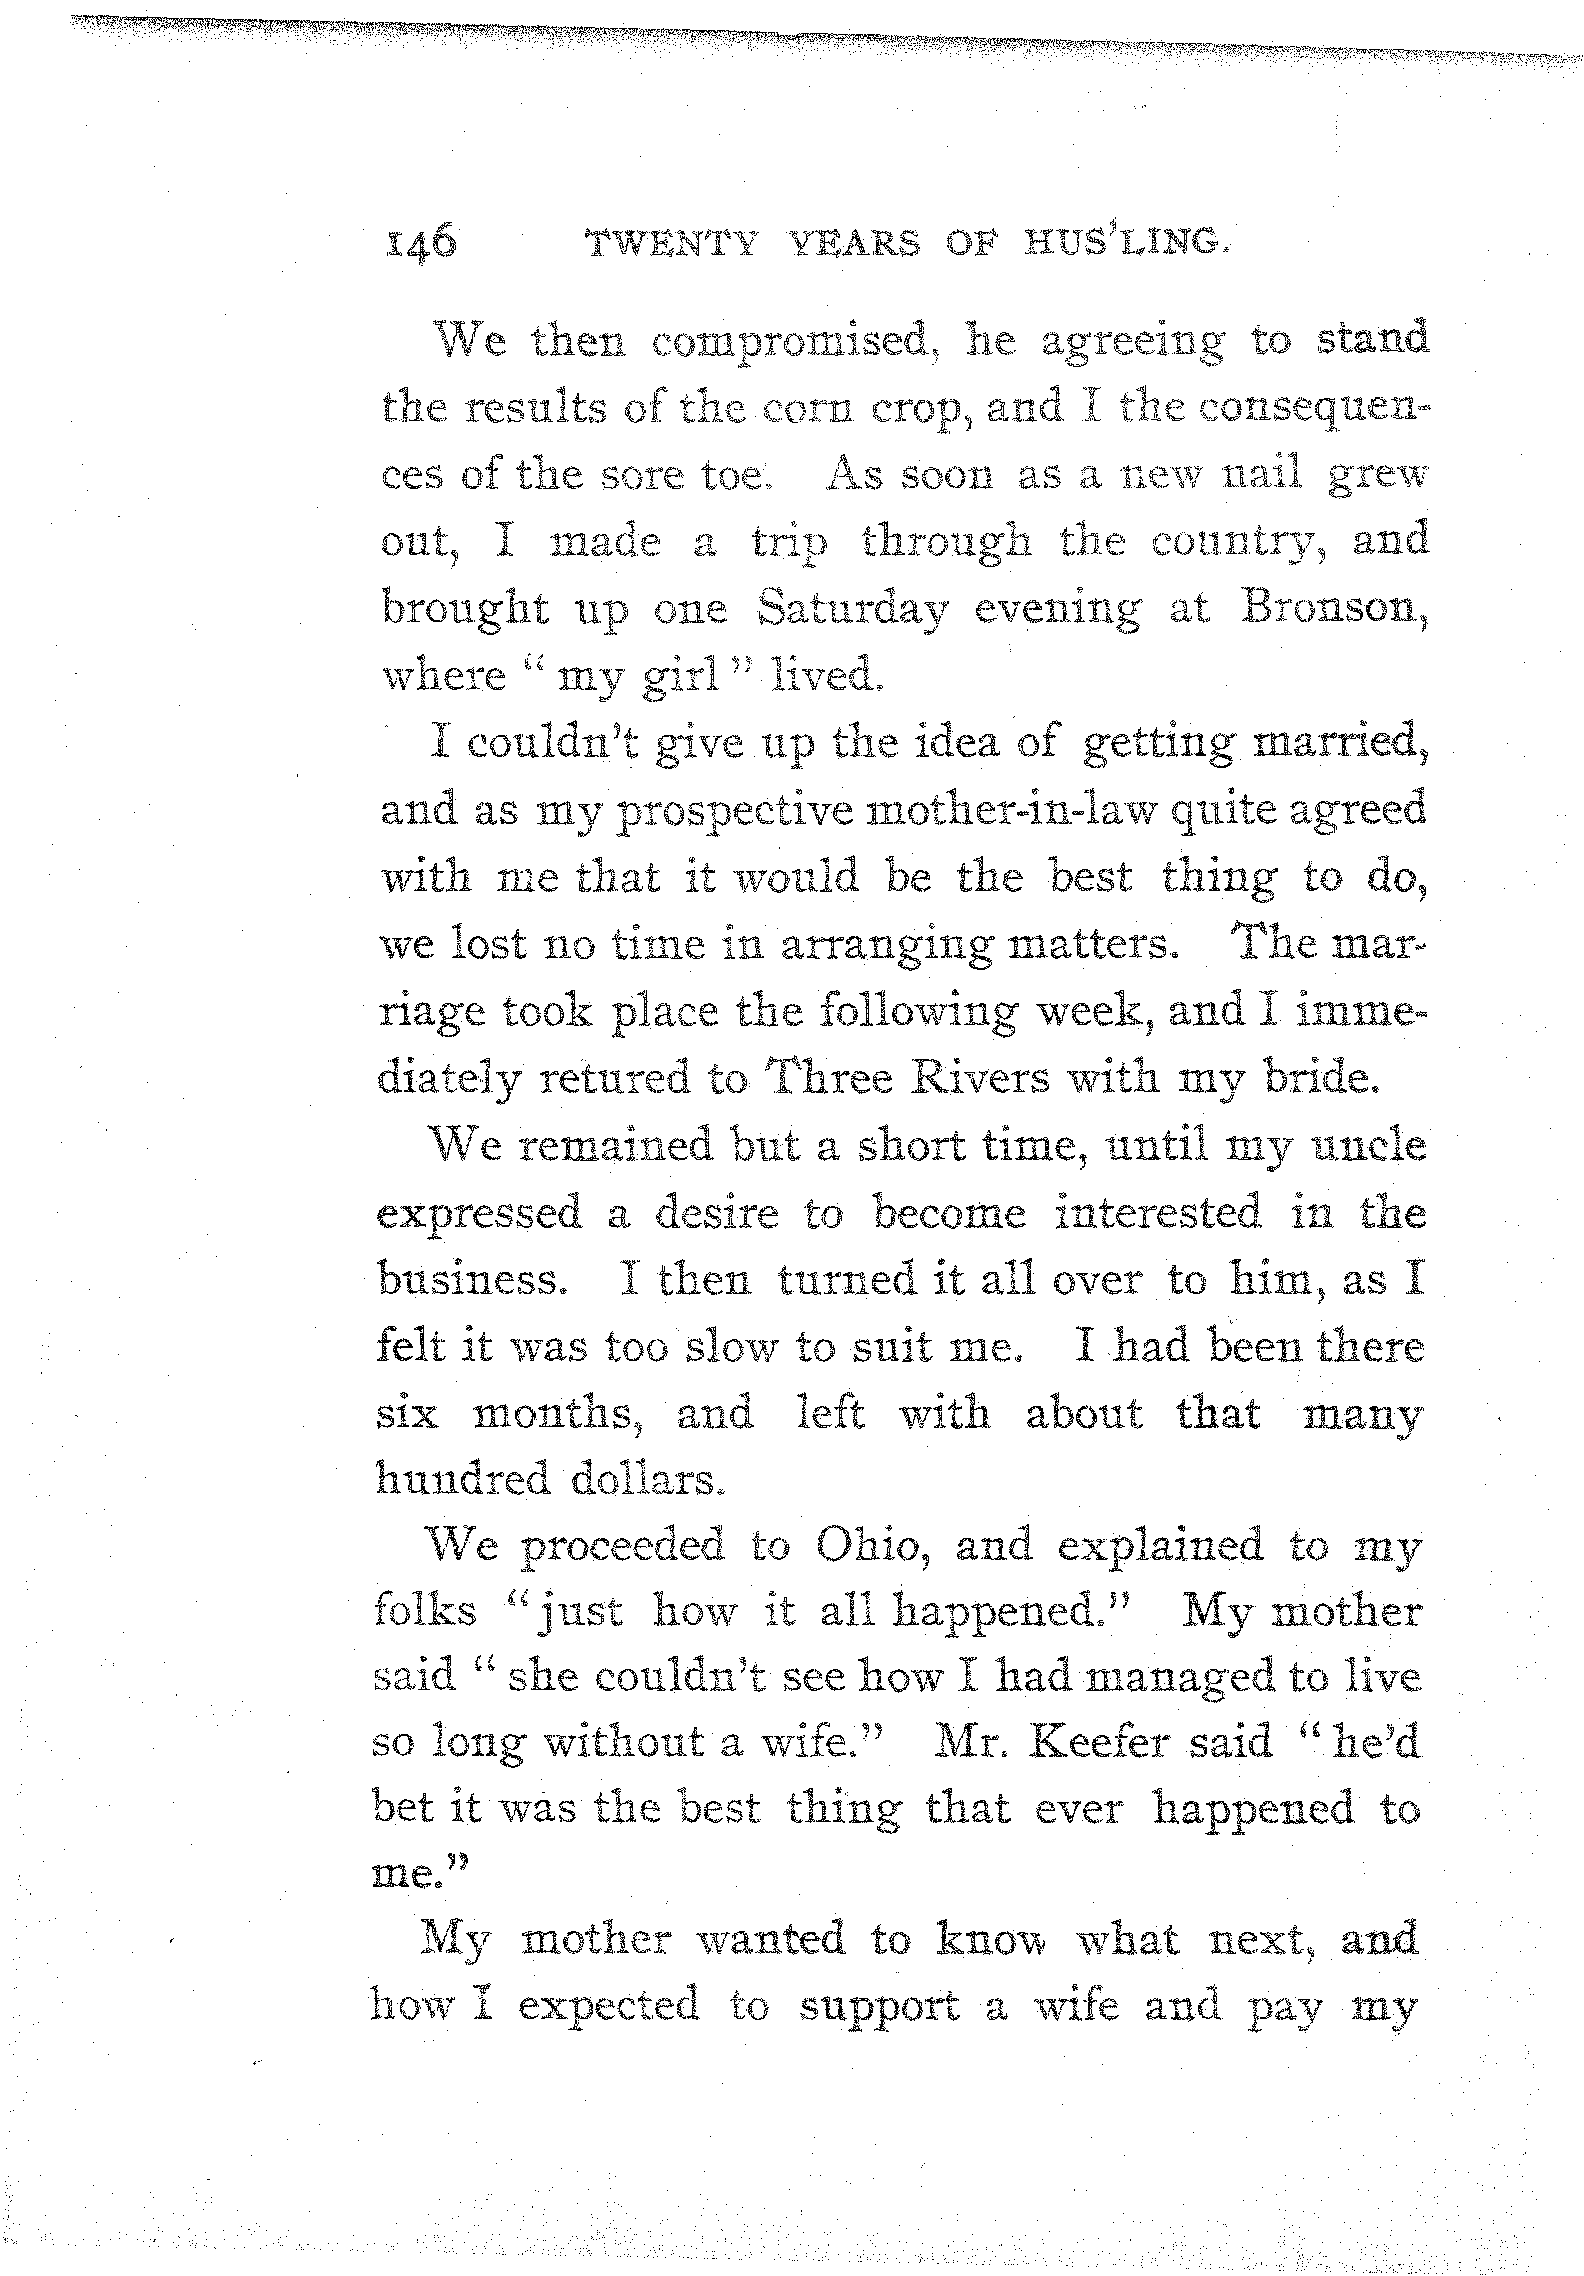 146 TWENTY YEARS OF HUS'LING.
We then compromised, he agreeing to stand
the results of the corn crop, and I the consequen-
ces of the sore toe. As soon as a new nail grew
out, I made a trip through the country, and
brought up one Saturday evening at Bronson,
where "my girl" lived.
I couldn't give up the idea of getting married,
and as my prospective mother-in-law quite agreed
with me that it would be the best thing to do,
we lost no time in arranging matters. The mar-
riage took place the following week, and I imme-
diately retured to Three Rivers with my bride.
We remained but a short time, until my uncle
expressed a desire to become interested in the
business. I then turned it all over to him, as I
felt it was too slow to suit me. I had been there
six months, and left with about that many
hundred dollars.
We proceeded to Ohio, and explained to my
folks "just how it all happened." My mother
said "she couldn't see how I had managed to live
so long without a wife." Mr. Keefer said "he'd
bet it was the best thing that ever happened to
me."
My mother wanted to know what next, and
how I expected to support a wife and pay my